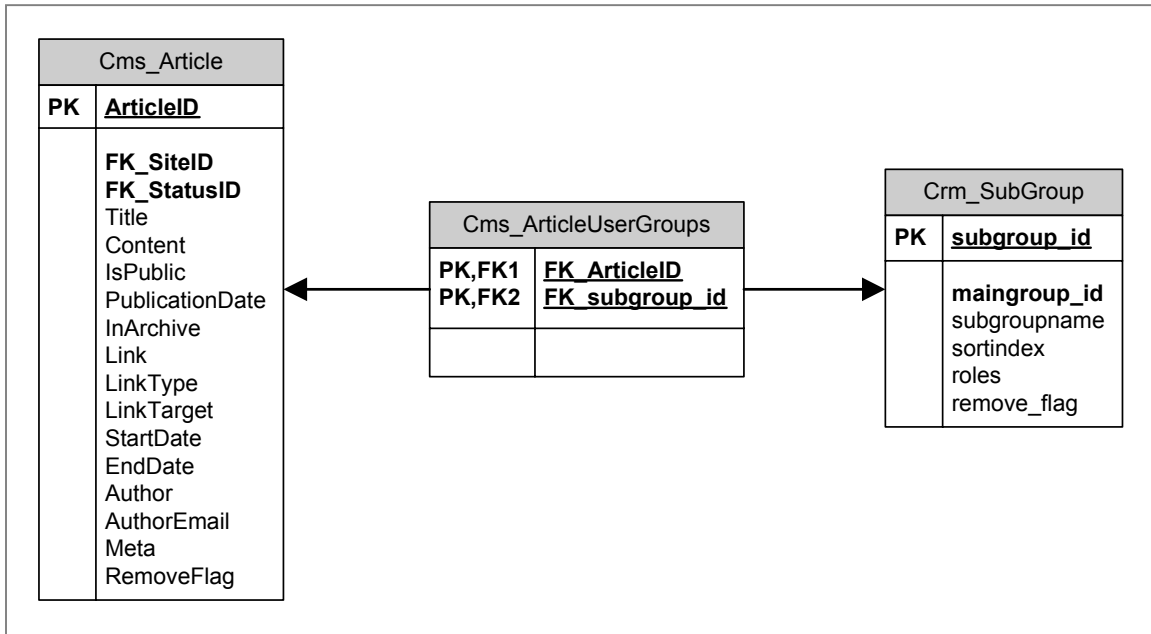 Cms_Article
PK ArticleID
FK_SiteID
FK_StatusID
Title
Content
IsPublic
PublicationDate
InArchive
Link
LinkType
LinkTarget
StartDate
EndDate
Author
AuthorEmail
Meta
RemoveFlag
Cms_ArticleUserGroups
PK,FK1 FK_ArticleID
PK,FK2 FK_subgroup_id
Crm_SubGroup
PK subgroup_id
maingroup_id
subgroupname
sortindex
roles
remove_flag